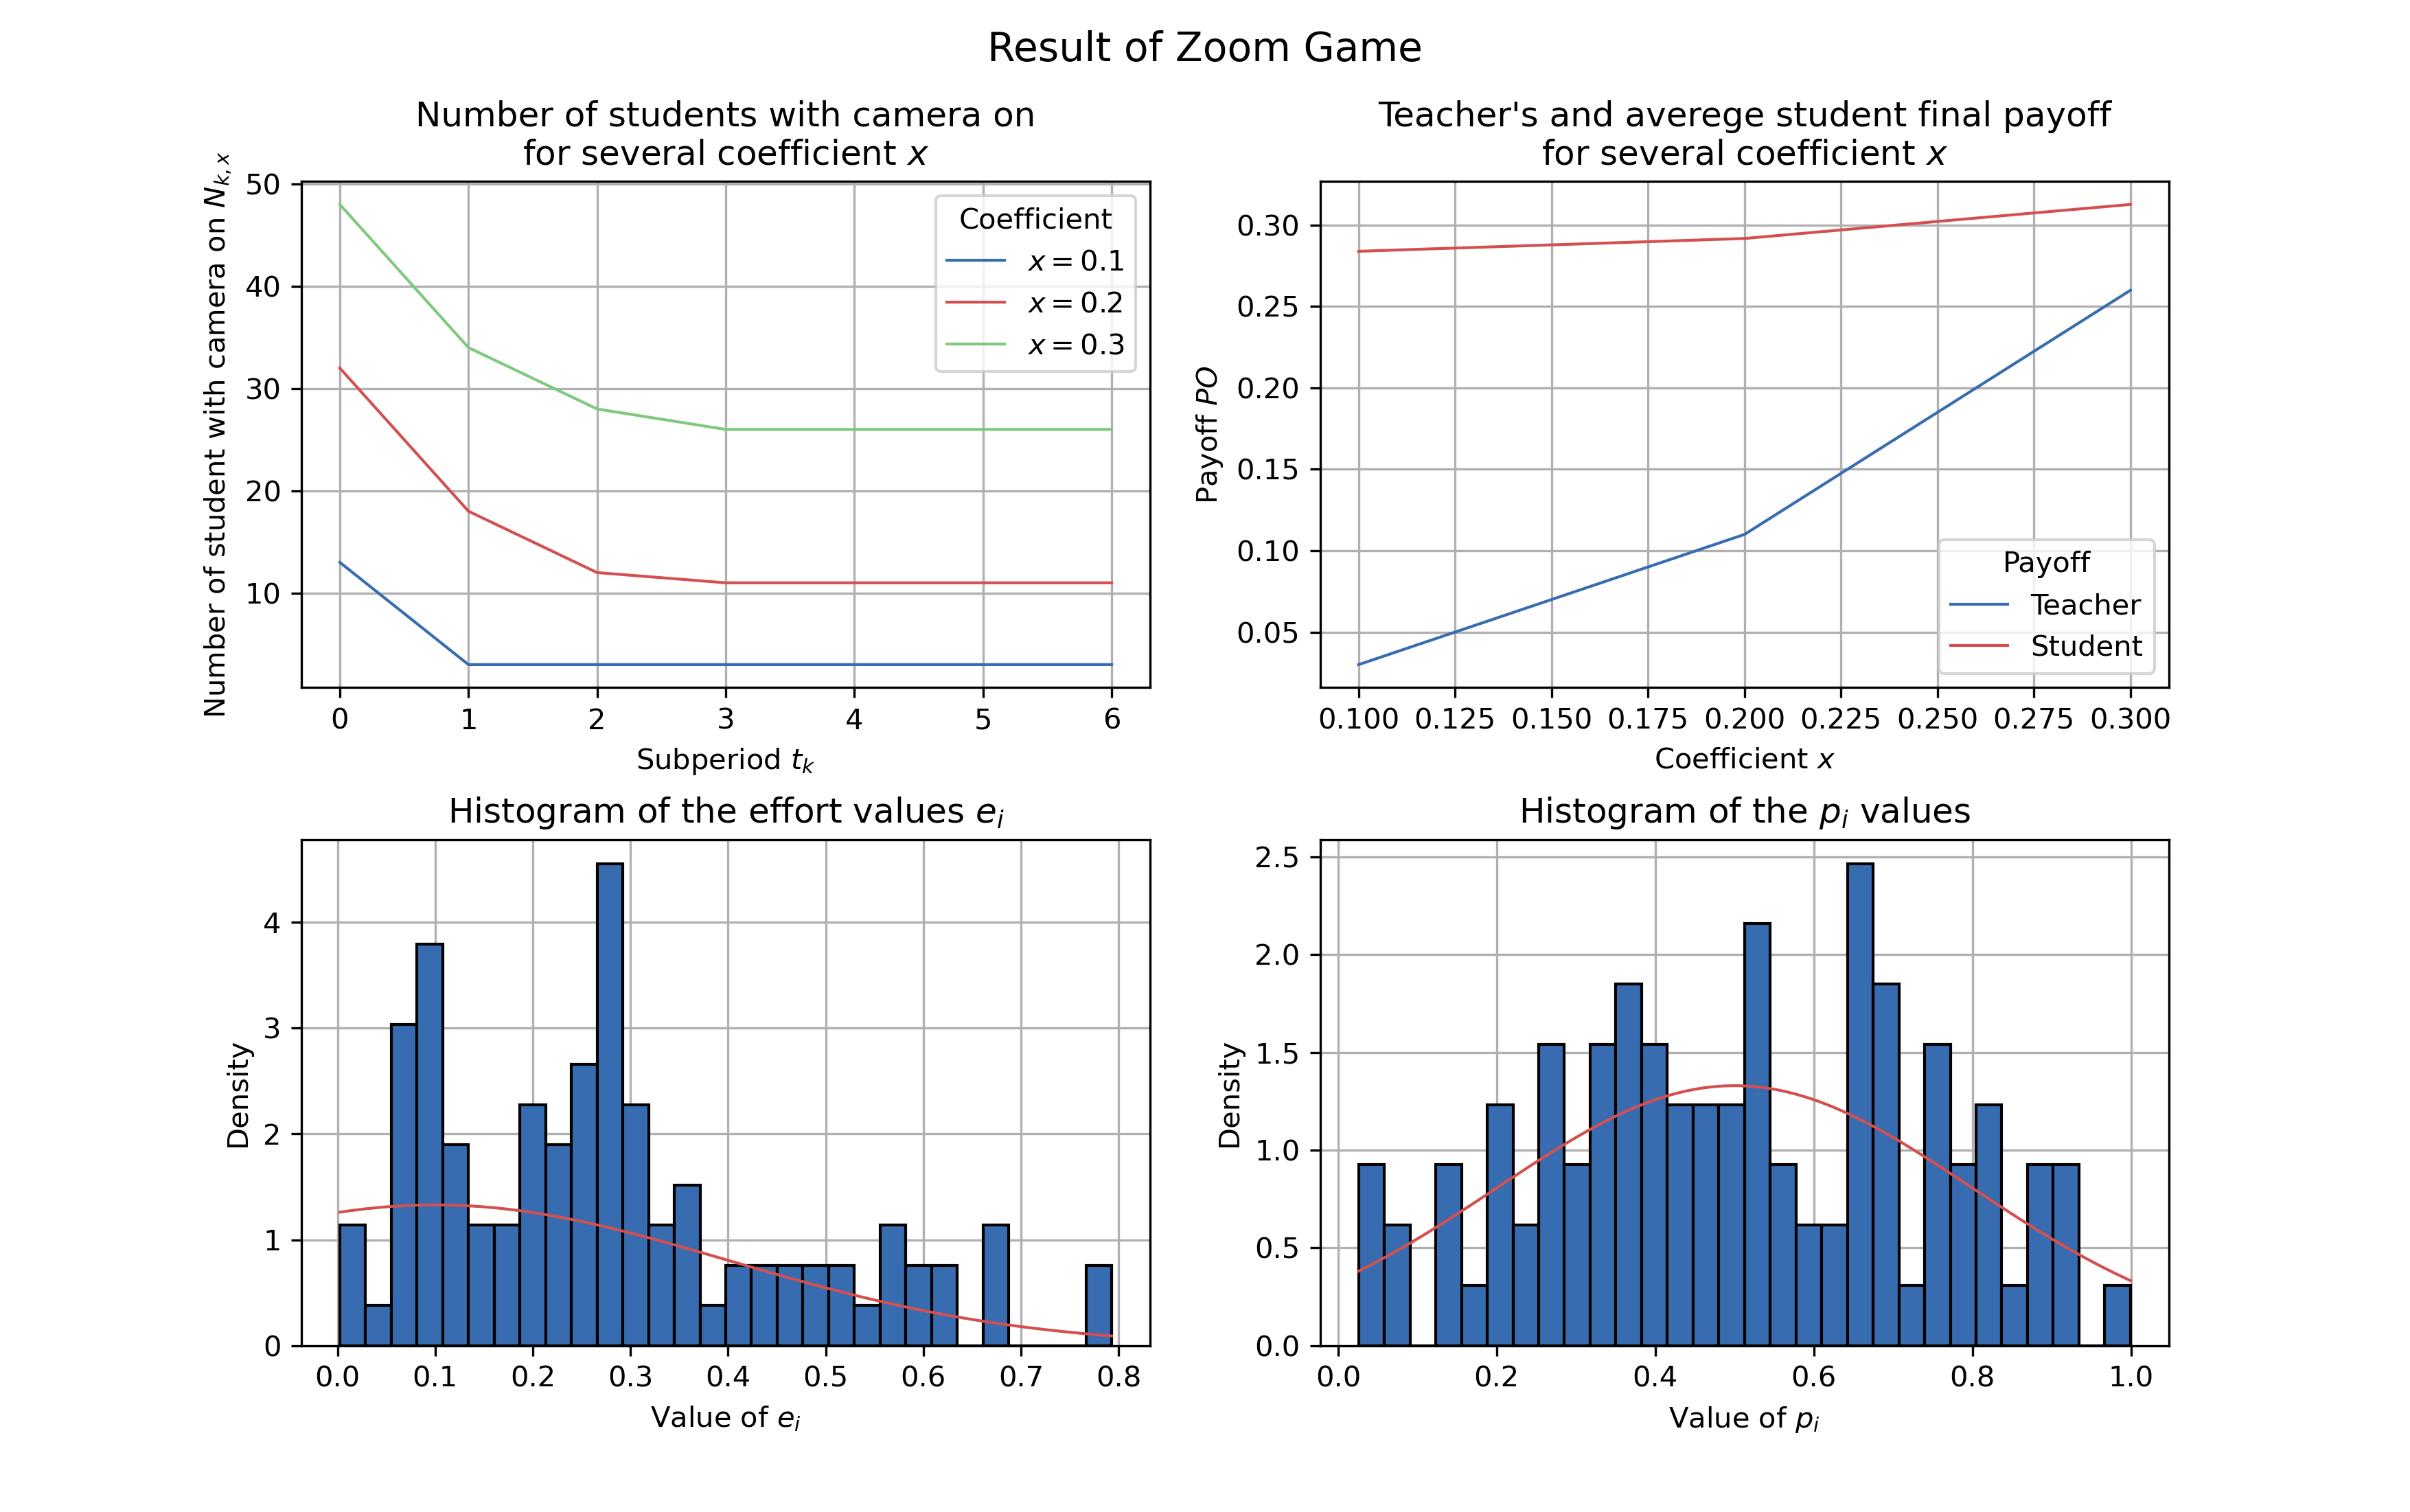 Result of Zoom Game
Number of students with camera on
for several coefficient x
Number of student with camera on N_{k,x}
50
40
30
20
10
0 1 2 3 4 5 6
Subperiod t_k
Coefficient
x = 0.1
x = 0.2
x = 0.3
Teacher's and averege student final payoff
for several coefficient x
Payoff PO
0.30
0.25
0.20
0.15
0.10
0.05
0.100 0.125 0.150 0.175 0.200 0.225 0.250 0.275 0.300
Coefficient x
Payoff
Teacher
Student
Histogram of the effort values e_i
Density
4
3
2
1
0
0.0 0.1 0.2 0.3 0.4 0.5 0.6 0.7 0.8
Value of e_i
Histogram of the p_i values
Density
2.5
2.0
1.5
1.0
0.5
0.0
0.0 0.2 0.4 0.6 0.8 1.0
Value of p_i